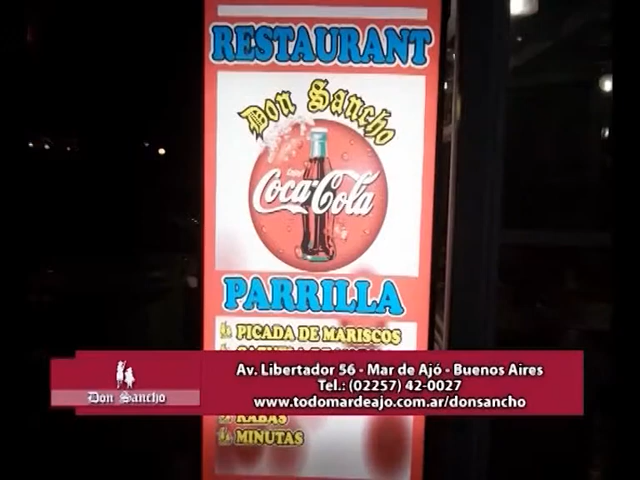 RESTAURANT
Don Sancho
Enjoy
Coca-Cola
PARRILLA
PICADA DE MARISCOS
Av. Libertador 56 - Mar de Ajó - Buenos Aires
Tel.: (02257) 42-0027
www.todomardeajo.com.ar/donsancho
Don Sancho
RABAS
MINUTAS